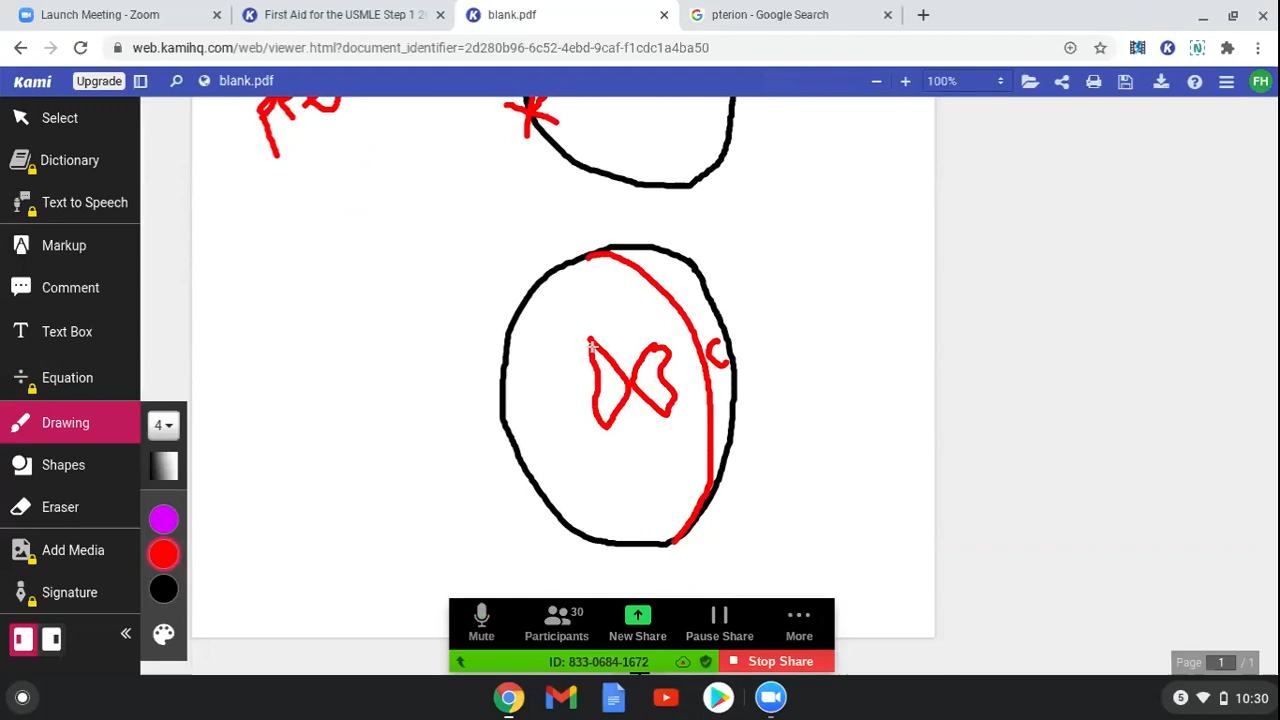 Launch Meeting - Zoom
First Aid for the USMLE Step 1 2
blank.pdf
pterion - Google Search
web.kamihq.com/web/viewer.html?document_identifier=2d280b96-6c52-4ebd-9caf-f1cdc1a4ba50
Kami
Upgrade
blank.pdf
100%
FH
Select
Dictionary
Text to Speech
Markup
Comment
Text Box
Equation
Drawing
4
Shapes
Eraser
Add Media
Signature
C
30
Mute
Participants
New Share
Pause Share
More
ID: 833-0684-1672
Stop Share
Page 1 / 1
5
10:30